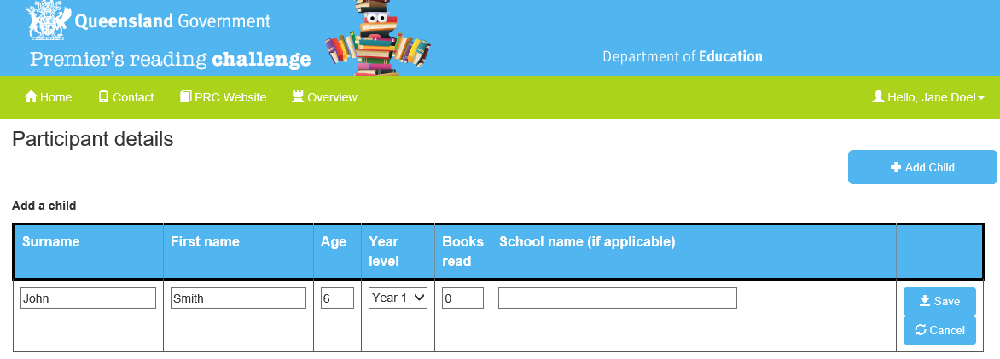 Queensland Government
Premier's reading challenge
Department of Education
Home Contact PRC Website Overview Hello, Jane Doe!
Participant details
Add Child
Add a child
Surname First name Age Year level Books read School name (if applicable)
John Smith 6 Year 1 0 Save
Cancel